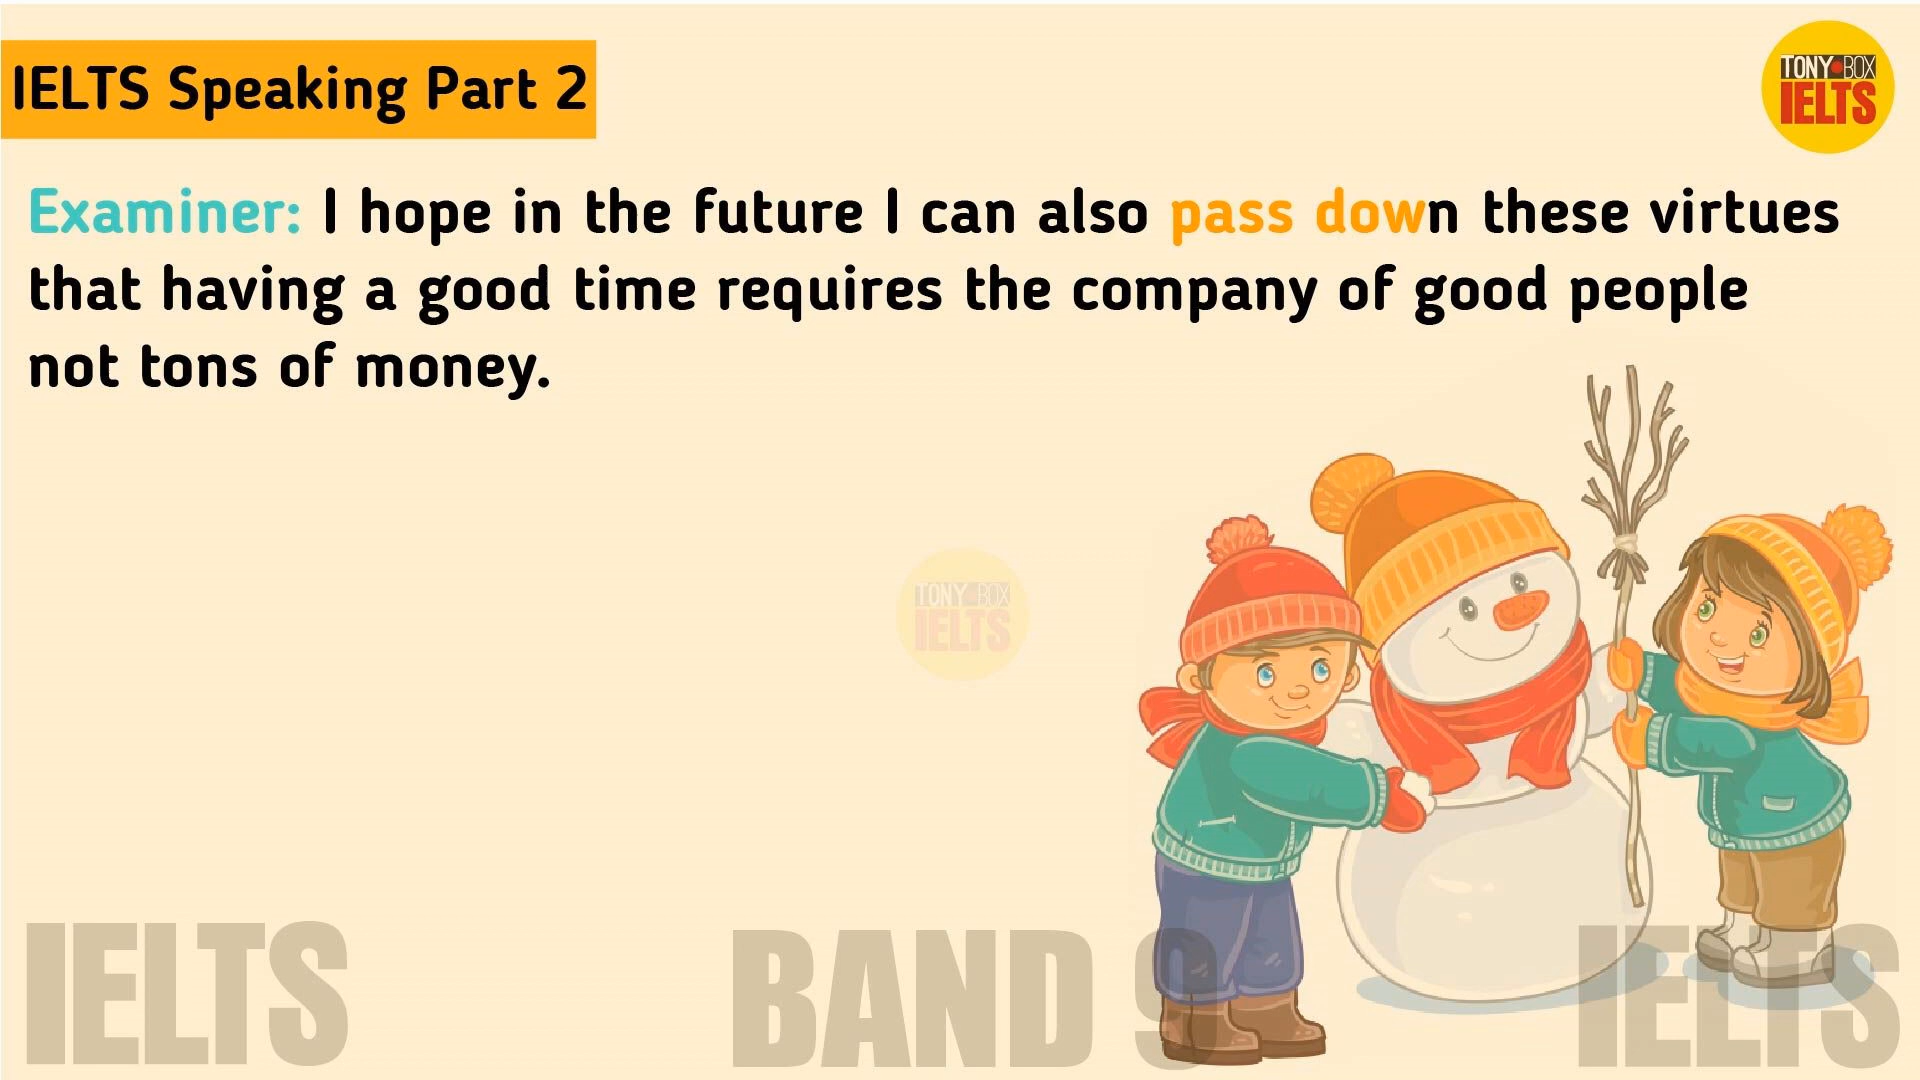 IELTS Speaking Part 2
TONY BOX
IELTS
Examiner: I hope in the future I can also pass down these virtues
that having a good time requires the company of good people
not tons of money.
TONY BOX
IELTS
IELTS
BAND 9
IELTS